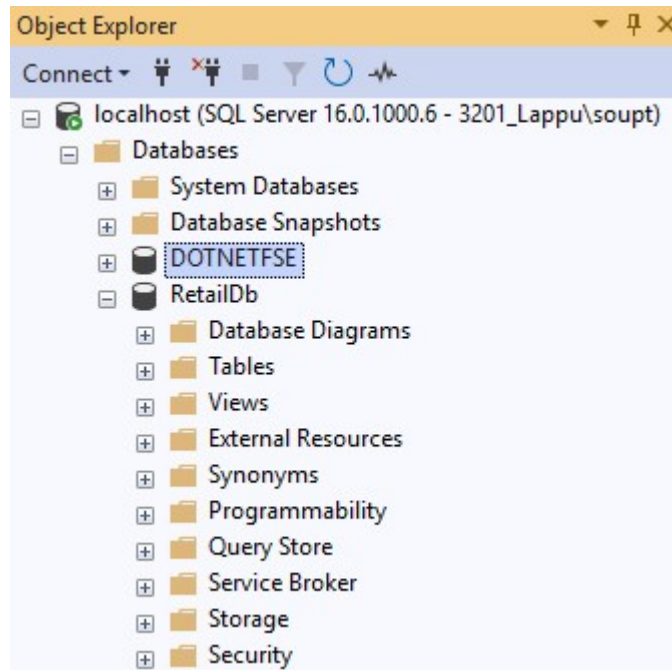 Object Explorer
Connect
localhost (SQL Server 16.0.1000.6 - 3201_Lappu\soupt)
Databases
System Databases
Database Snapshots
DOTNETFSE
RetailDb
Database Diagrams
Tables
Views
External Resources
Synonyms
Programmability
Query Store
Service Broker
Storage
Security